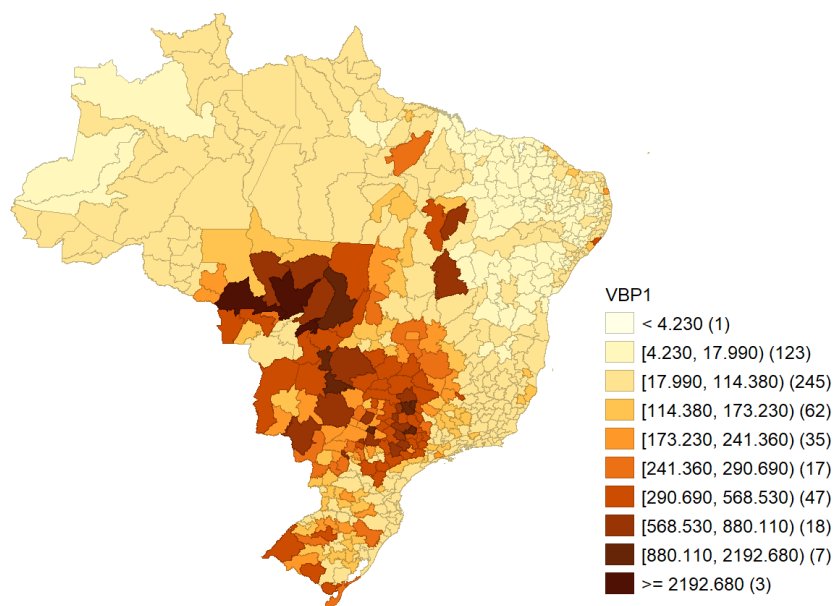 VBP1
< 4.230 (1)
[4.230, 17.990) (123)
[17.990, 114.380) (245)
[114.380, 173.230) (62)
[173.230, 241.360) (35)
[241.360, 290.690) (17)
[290.690, 568.530) (47)
[568.530, 880.110) (18)
[880.110, 2192.680) (7)
>= 2192.680 (3)